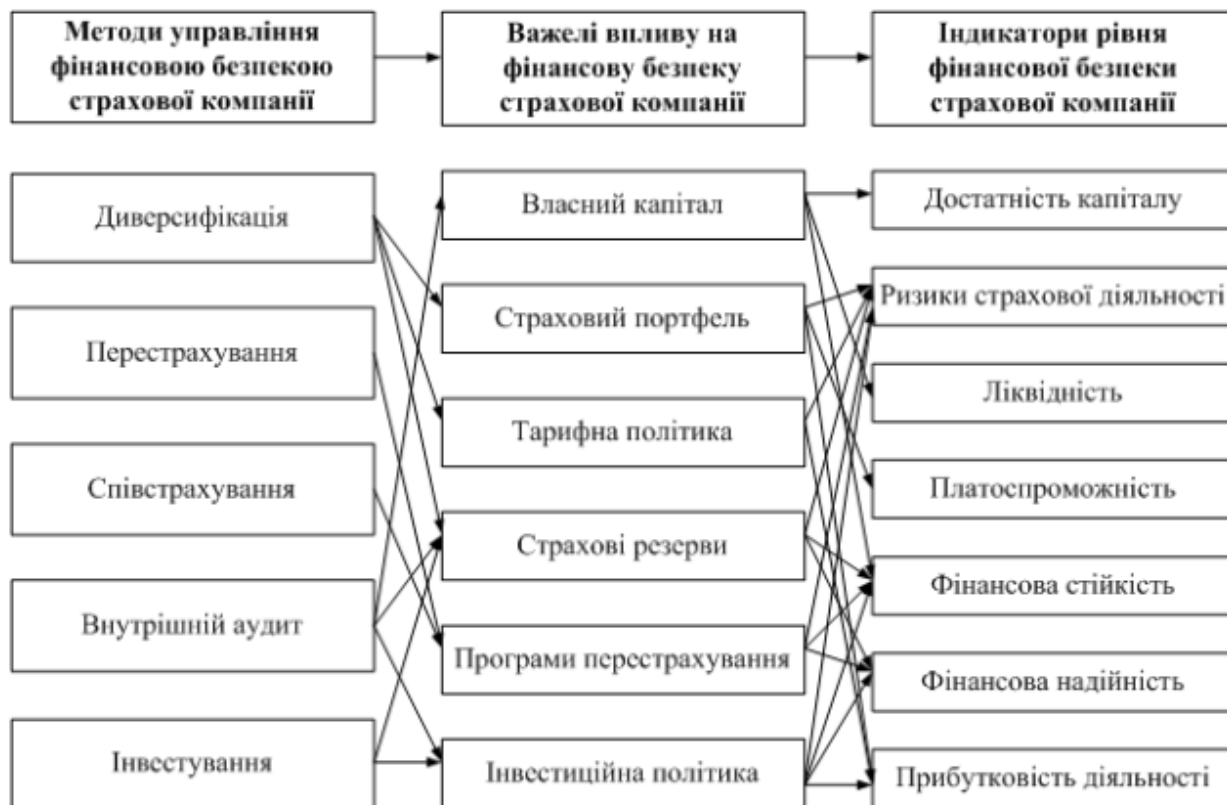 Методи управління
фінансовою безпекою
страхової компанії
Важелі впливу на
фінансову безпеку
страхової компанії
Індикатори рівня
фінансової безпеки
страхової компанії
Диверсифікація
Перестрахування
Співстрахування
Внутрішній аудит
Інвестування
Власний капітал
Страховий портфель
Тарифна політика
Страхові резерви
Програми перестрахування
Інвестиційна політика
Достатність капіталу
Ризики страхової діяльності
Ліквідність
Платоспроможність
Фінансова стійкість
Фінансова надійність
Прибутковість діяльності